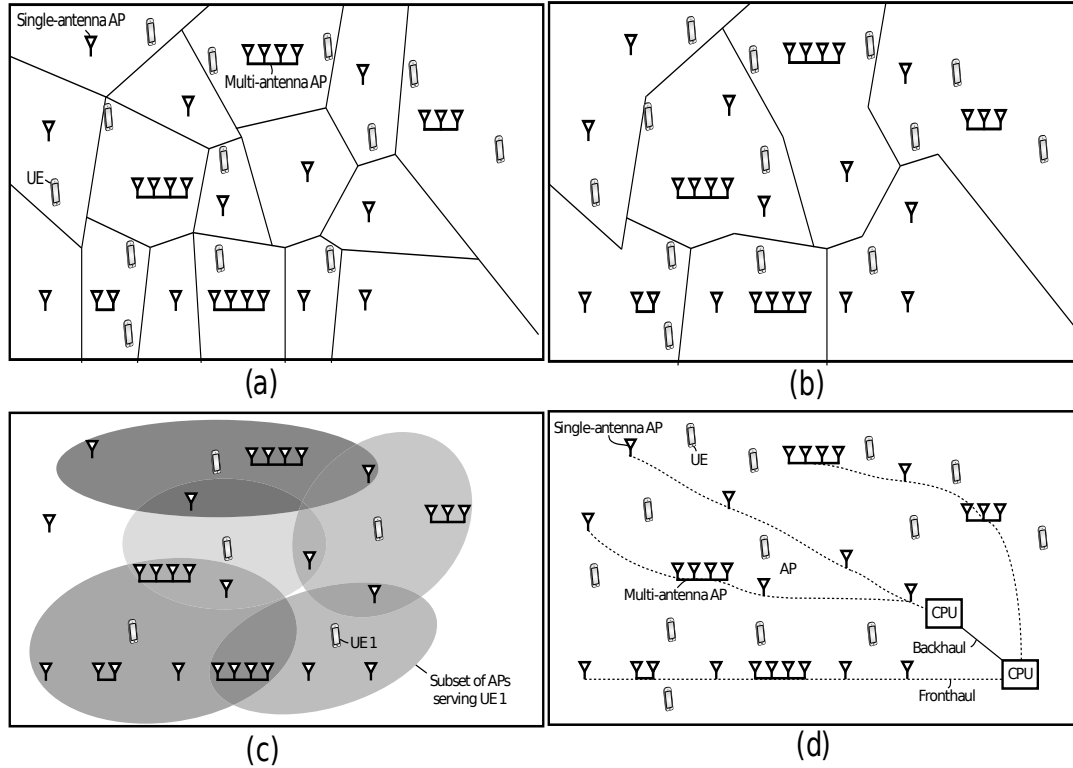 Single-antenna AP
Multi-antenna AP
UE
(a)
(b)
UE 1
Subset of APs
serving UE 1
(c)
Single-antenna AP
UE
AP
Multi-antenna AP
CPU
Backhaul
CPU
Fronthaul
(d)